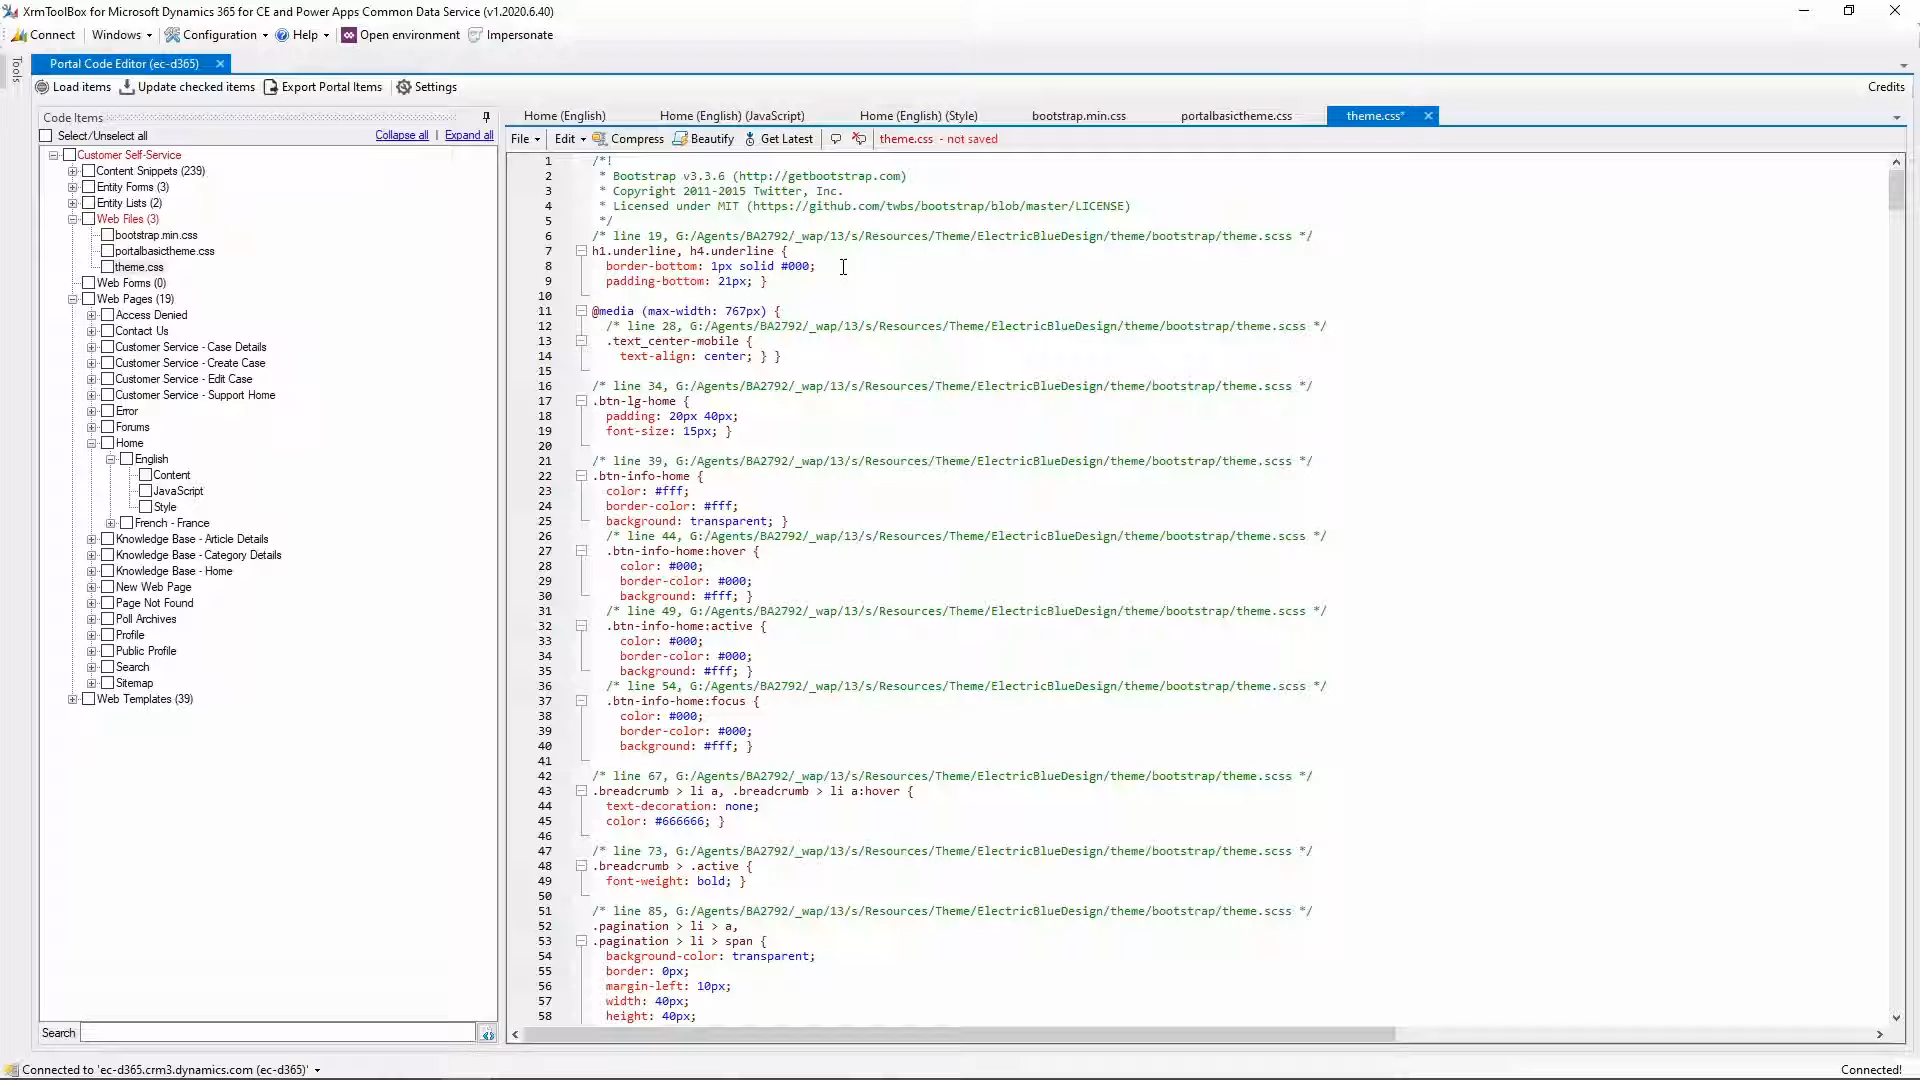 XrmToolBox for Microsoft Dynamics 365 for CE and Power Apps Common Data Service (v1.2020.6.40)
Connect Windows Configuration Help Open environment Impersonate
Tools
Portal Code Editor (ec-d365)
Load items Update checked items Export Portal Items Settings Credits
Code Items
Select/Unselect all Collapse all | Expand all
Customer Self-Service
Content Snippets (239)
Entity Forms (3)
Entity Lists (2)
Web Files (3)
bootstrap.min.css
portalbasictheme.css
theme.css
Web Forms (0)
Web Pages (19)
Access Denied
Contact Us
Customer Service - Case Details
Customer Service - Create Case
Customer Service - Edit Case
Customer Service - Support Home
Error
Forums
Home
English
Content
JavaScript
Style
French - France
Knowledge Base - Article Details
Knowledge Base - Category Details
Knowledge Base - Home
New Web Page
Page Not Found
Poll Archives
Profile
Public Profile
Search
Sitemap
Web Templates (39)
Search
Home (English) Home (English) (JavaScript) Home (English) (Style) bootstrap.min.css portalbasictheme.css theme.css*
File Edit Compress Beautify Get Latest theme.css - not saved
1 /*!
2 * Bootstrap v3.3.6 (http://getbootstrap.com)
3 * Copyright 2011-2015 Twitter, Inc.
4 * Licensed under MIT (https://github.com/twbs/bootstrap/blob/master/LICENSE)
5 */
6 /* line 19, G:/Agents/BA2792/_wap/13/s/Resources/Theme/ElectricBlueDesign/theme/bootstrap/theme.scss */
7 h1.underline, h4.underline {
8 border-bottom: 1px solid #000;
9 padding-bottom: 21px; }
10
11 @media (max-width: 767px) {
12 /* line 28, G:/Agents/BA2792/_wap/13/s/Resources/Theme/ElectricBlueDesign/theme/bootstrap/theme.scss */
13 .text_center-mobile {
14 text-align: center; } }
15
16 /* line 34, G:/Agents/BA2792/_wap/13/s/Resources/Theme/ElectricBlueDesign/theme/bootstrap/theme.scss */
17 .btn-lg-home {
18 padding: 20px 40px;
19 font-size: 15px; }
20
21 /* line 39, G:/Agents/BA2792/_wap/13/s/Resources/Theme/ElectricBlueDesign/theme/bootstrap/theme.scss */
22 .btn-info-home {
23 color: #fff;
24 border-color: #fff;
25 background: transparent; }
26 /* line 44, G:/Agents/BA2792/_wap/13/s/Resources/Theme/ElectricBlueDesign/theme/bootstrap/theme.scss */
27 .btn-info-home:hover {
28 color: #000;
29 border-color: #000;
30 background: #fff; }
31 /* line 49, G:/Agents/BA2792/_wap/13/s/Resources/Theme/ElectricBlueDesign/theme/bootstrap/theme.scss */
32 .btn-info-home:active {
33 color: #000;
34 border-color: #000;
35 background: #fff; }
36 /* line 54, G:/Agents/BA2792/_wap/13/s/Resources/Theme/ElectricBlueDesign/theme/bootstrap/theme.scss */
37 .btn-info-home:focus {
38 color: #000;
39 border-color: #000;
40 background: #fff; }
41
42 /* line 67, G:/Agents/BA2792/_wap/13/s/Resources/Theme/ElectricBlueDesign/theme/bootstrap/theme.scss */
43 .breadcrumb > li a, .breadcrumb > li a:hover {
44 text-decoration: none;
45 color: #666666; }
46
47 /* line 73, G:/Agents/BA2792/_wap/13/s/Resources/Theme/ElectricBlueDesign/theme/bootstrap/theme.scss */
48 .breadcrumb > .active {
49 font-weight: bold; }
50
51 /* line 85, G:/Agents/BA2792/_wap/13/s/Resources/Theme/ElectricBlueDesign/theme/bootstrap/theme.scss */
52 .pagination > li > a,
53 .pagination > li > span {
54 background-color: transparent;
55 border: 0px;
56 margin-left: 10px;
57 width: 40px;
58 height: 40px;
Connected to 'ec-d365.crm3.dynamics.com (ec-d365)' Connected!